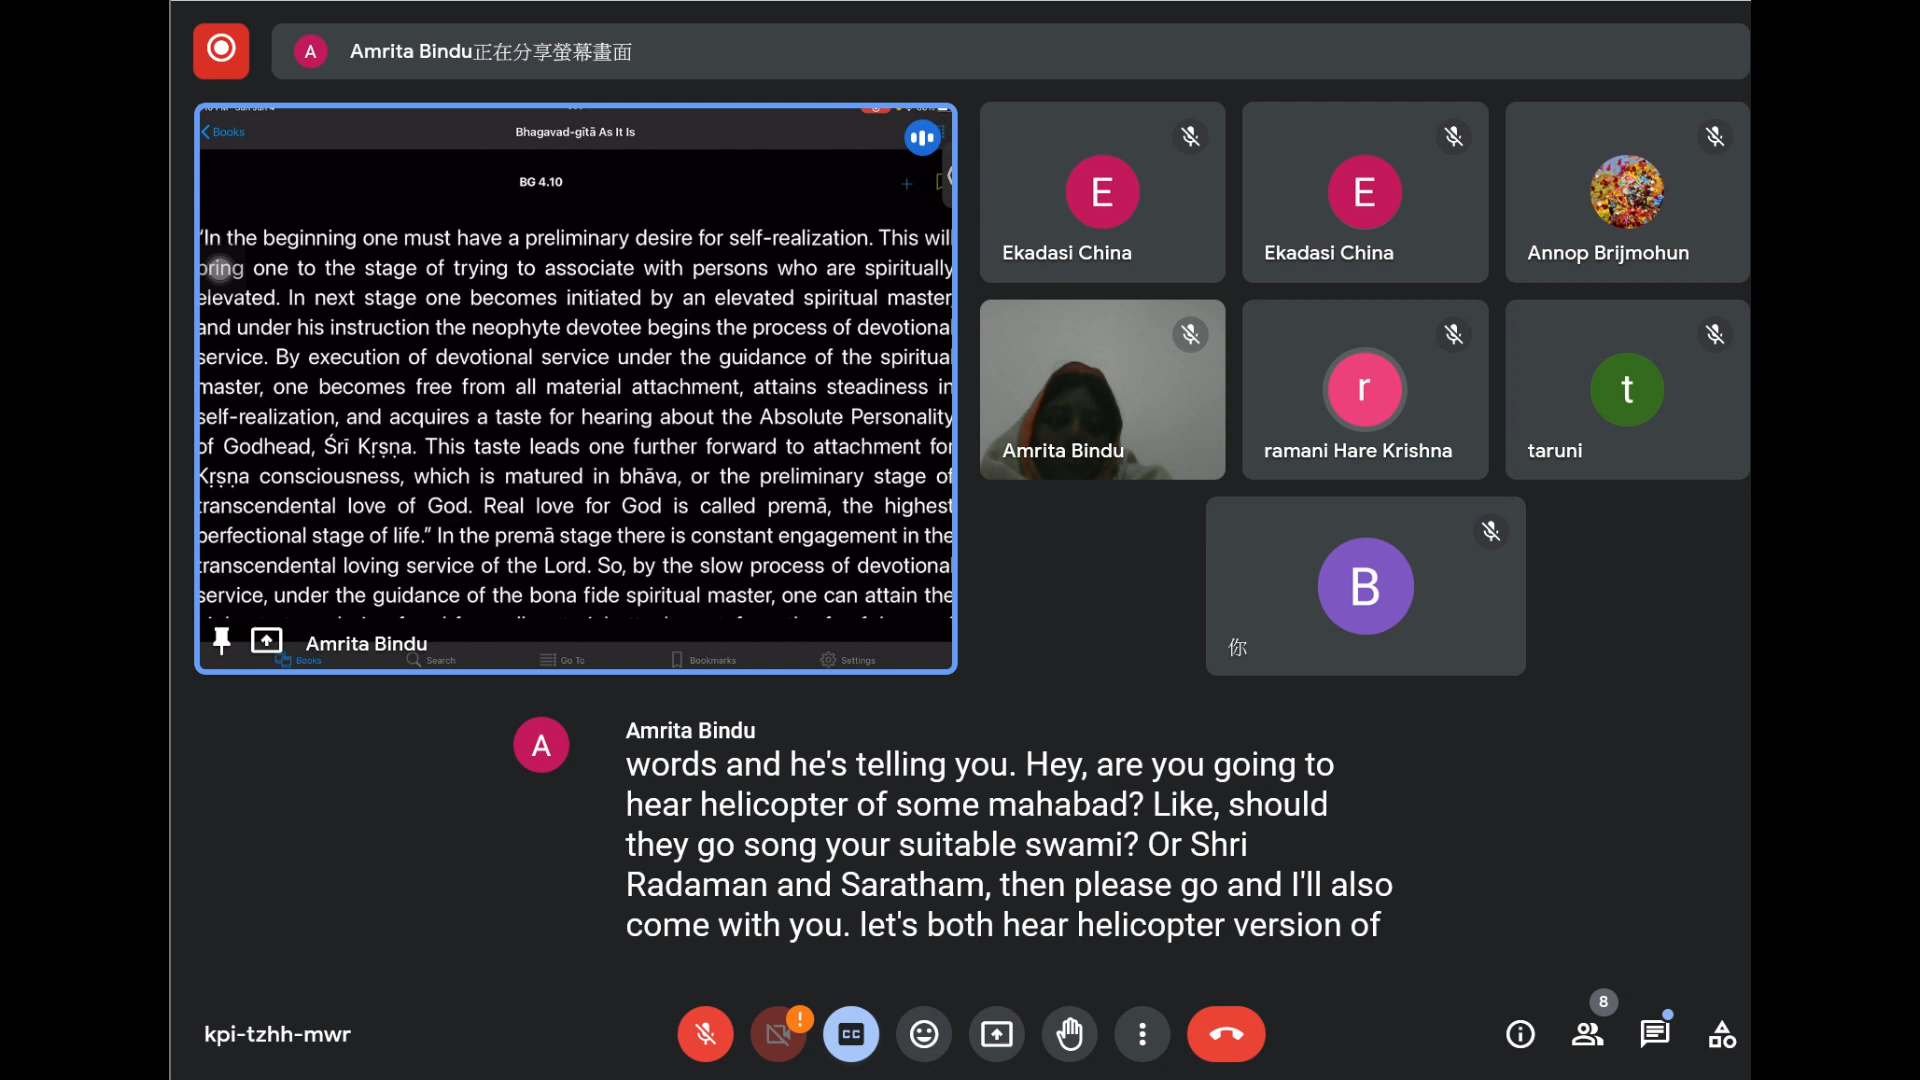 A Amrita Bindu正在分享螢幕畫面
Books
Bhagavad-gītā As It Is
BG 4.10
+
“In the beginning one must have a preliminary desire for self-realization. This will
bring one to the stage of trying to associate with persons who are spiritually
elevated. In next stage one becomes initiated by an elevated spiritual master
and under his instruction the neophyte devotee begins the process of devotional
service. By execution of devotional service under the guidance of the spiritual
master, one becomes free from all material attachment, attains steadiness in
self-realization, and acquires a taste for hearing about the Absolute Personality
of Godhead, Śrī Kṛṣṇa. This taste leads one further forward to attachment for
Kṛṣṇa consciousness, which is matured in bhāva, or the preliminary stage of
transcendental love of God. Real love for God is called premā, the highest
perfectional stage of life.” In the premā stage there is constant engagement in the
transcendental loving service of the Lord. So, by the slow process of devotional
service, under the guidance of the bona fide spiritual master, one can attain the
Amrita Bindu
Books Search Go To Bookmarks Settings
E
Ekadasi China
E
Ekadasi China
Annop Brijmohun
Amrita Bindu
r
ramani Hare Krishna
t
taruni
B
你
A
Amrita Bindu
words and he's telling you. Hey, are you going to
hear helicopter of some mahabad? Like, should
they go song your suitable swami? Or Shri
Radaman and Saratham, then please go and I'll also
come with you. let's both hear helicopter version of
kpi-tzhh-mwr
!
CC
8